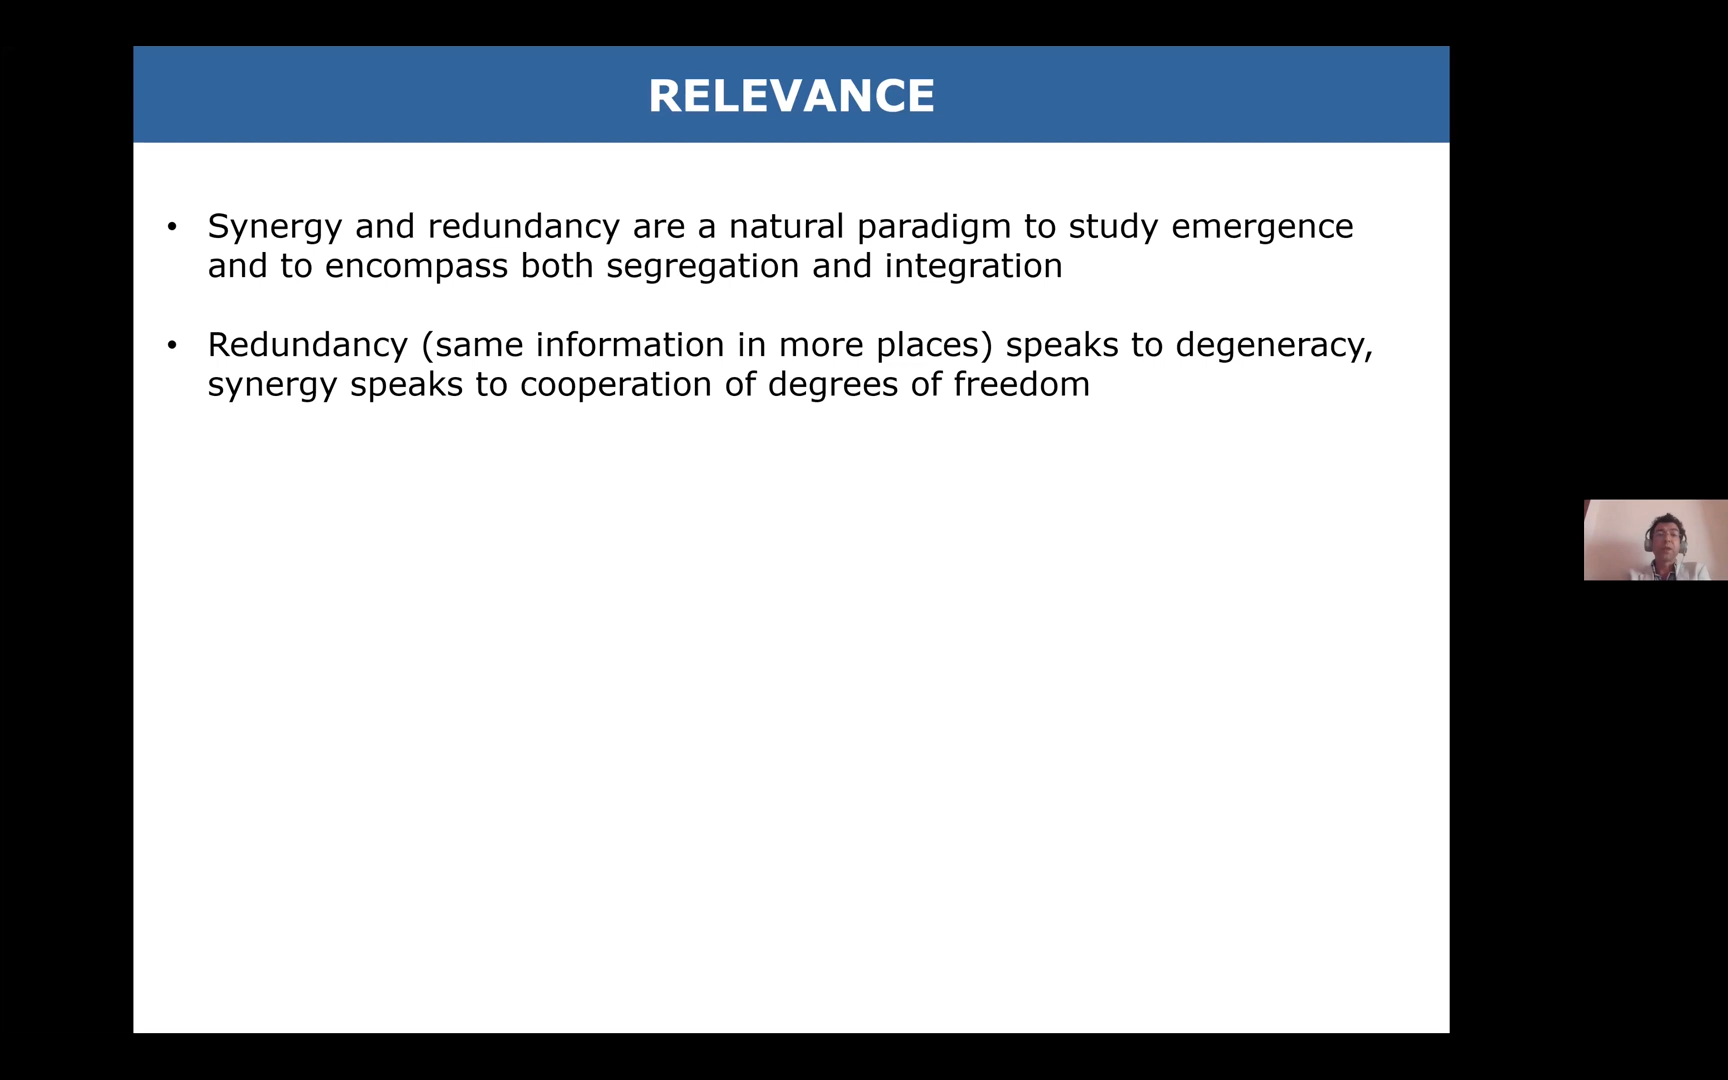 RELEVANCE
• Synergy and redundancy are a natural paradigm to study emergence
and to encompass both segregation and integration
• Redundancy (same information in more places) speaks to degeneracy,
synergy speaks to cooperation of degrees of freedom